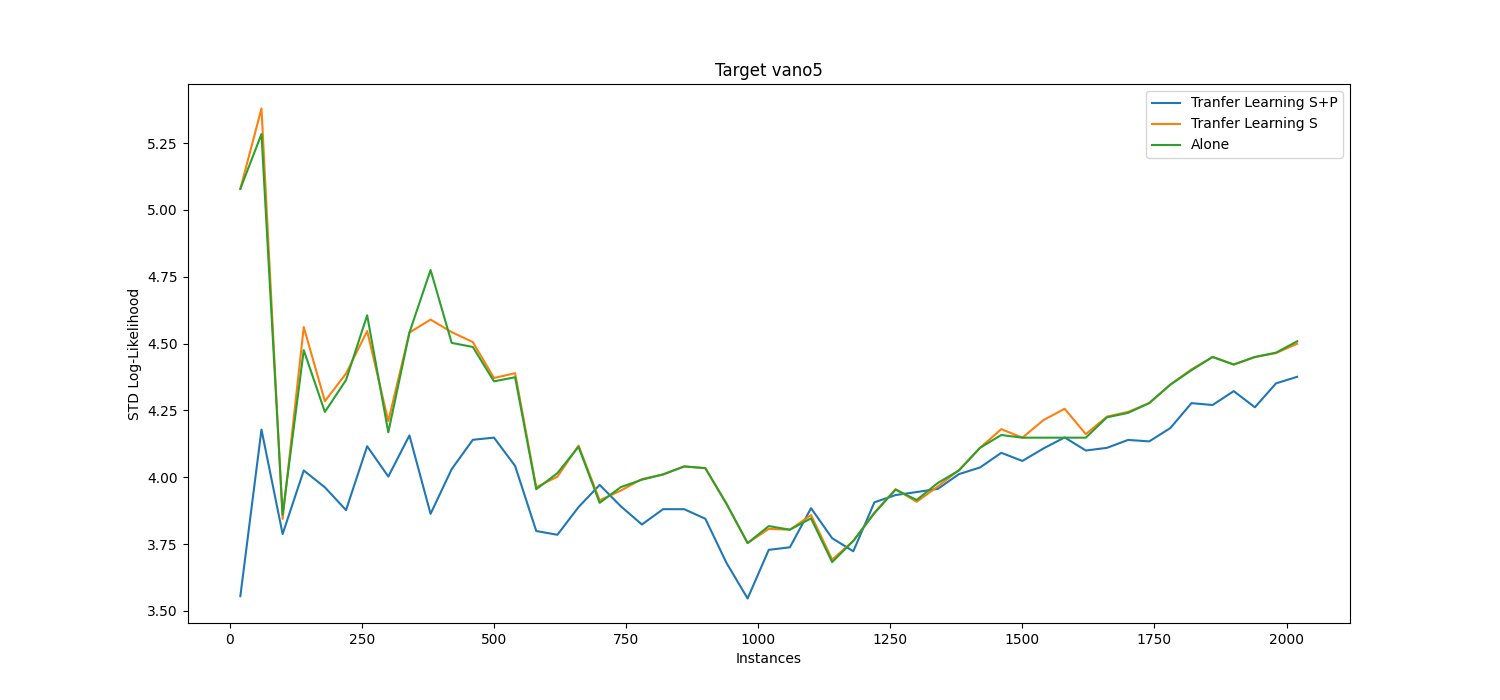 Target vano5
Tranfer Learning S+P
Tranfer Learning S
Alone
STD Log-Likelihood
5.25
5.00
4.75
4.50
4.25
4.00
3.75
3.50
0 250 500 750 1000 1250 1500 1750 2000
Instances